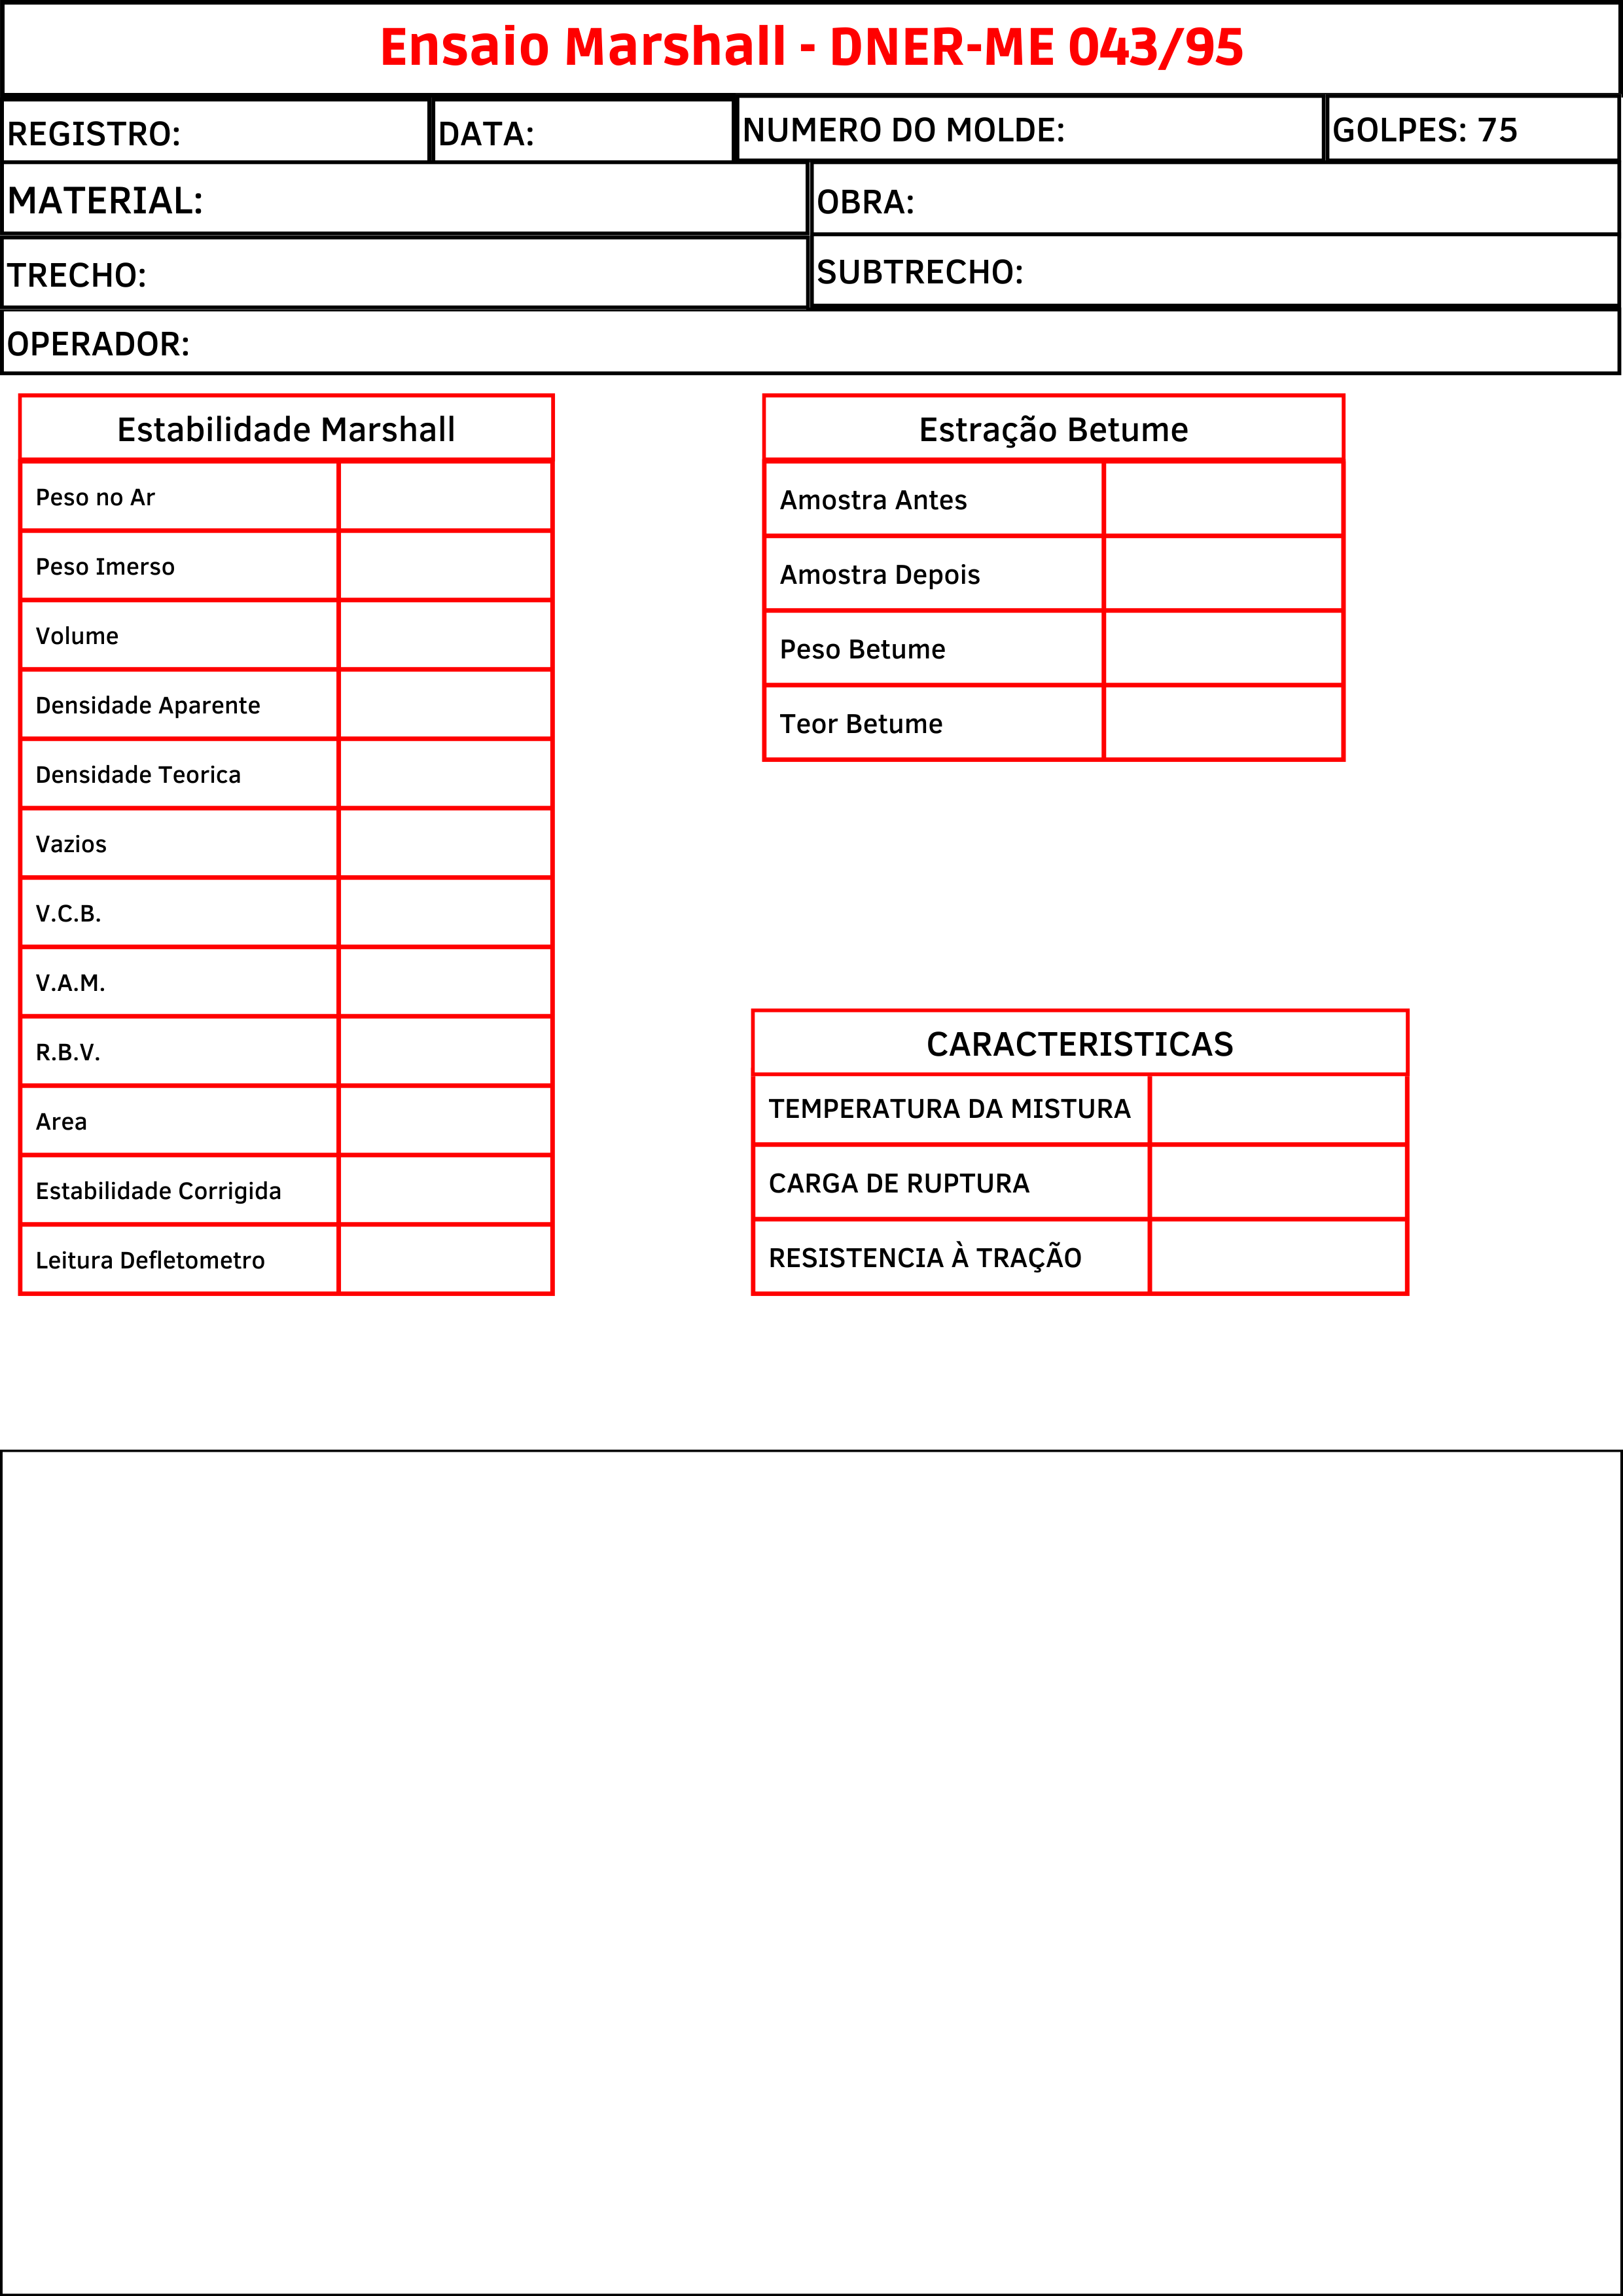 Ensaio Marshall - DNER-ME 043/95
REGISTRO:
DATA:
NUMERO DO MOLDE:
GOLPES: 75
MATERIAL:
OBRA:
TRECHO:
SUBTRECHO:
OPERADOR:
Estabilidade Marshall
Peso no Ar
Peso Imerso
Volume
Densidade Aparente
Densidade Teorica
Vazios
V.C.B.
V.A.M.
R.B.V.
Area
Estabilidade Corrigida
Leitura Defletometro
Estração Betume
Amostra Antes
Amostra Depois
Peso Betume
Teor Betume
CARACTERISTICAS
TEMPERATURA DA MISTURA
CARGA DE RUPTURA
RESISTENCIA À TRAÇÃO